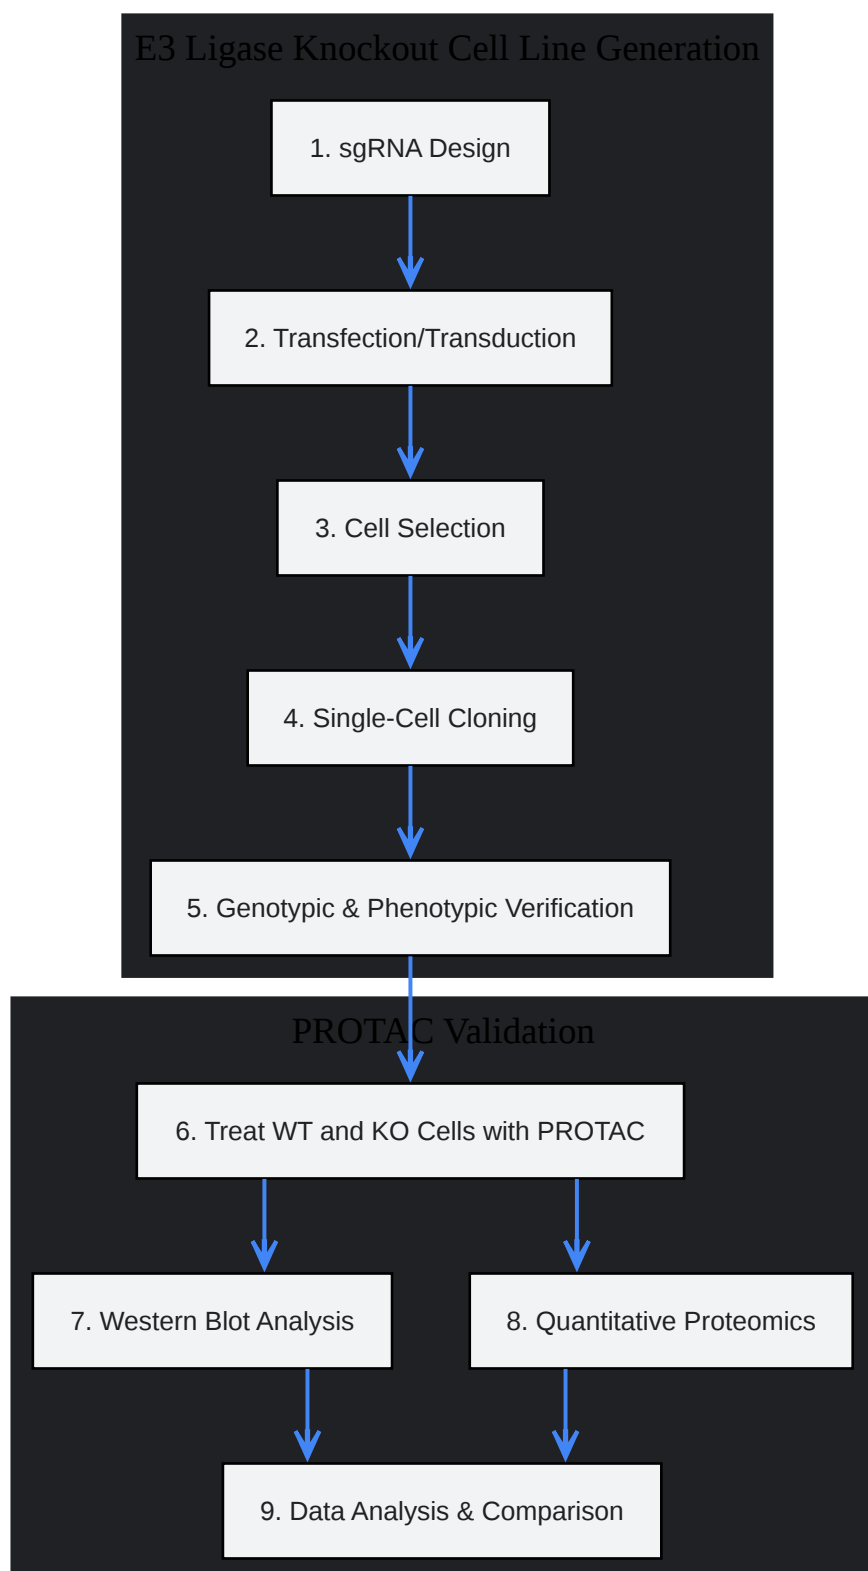 E3 Ligase Knockout Cell Line Generation
1. sgRNA Design
2. Transfection/Transduction
3. Cell Selection
4. Single-Cell Cloning
5. Genotypic & Phenotypic Verification
PROTAC Validation
6. Treat WT and KO Cells with PROTAC
7. Western Blot Analysis
8. Quantitative Proteomics
9. Data Analysis & Comparison